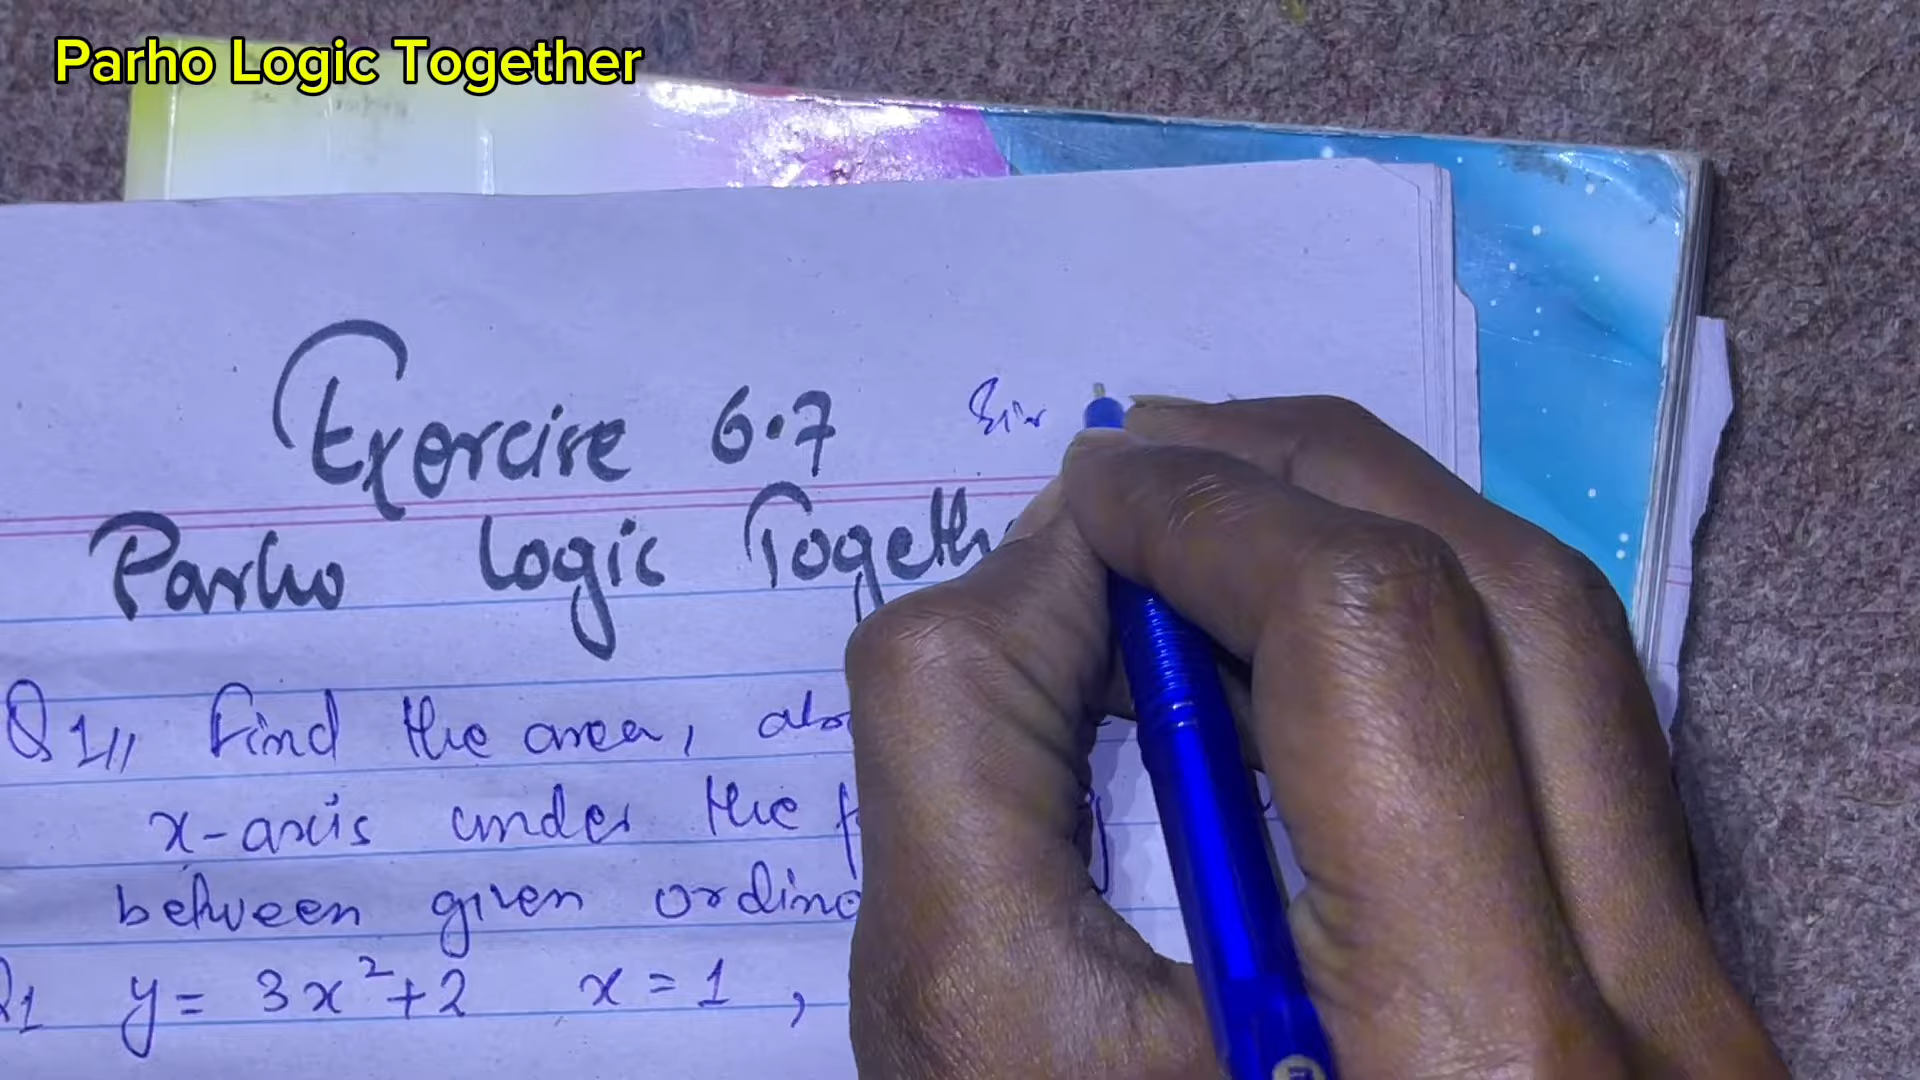 Parho Logic Together
Exercise 6.7
Parho Logic Togeth
Q1// Find the area, abo
x-axis under the f
between given ordina
Q1 y = 3x²+2 x = 1 ,